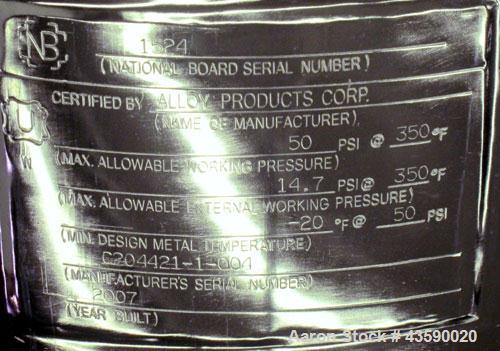 NB
1524
(NATIONAL BOARD SERIAL NUMBER)
CERTIFIED BY ALLOY PRODUCTS CORP.
(NAME OF MANUFACTURER)
U
W
50 PSI @ 350 °F
(MAX. ALLOWABLE WORKING PRESSURE)
14.7 PSI @ 350 °F
(MAX. ALLOWABLE EXTERNAL WORKING PRESSURE)
-20 °F @ 50 PSI
(MIN. DESIGN METAL TEMPERATURE)
C204421-1-004
(MANUFACTURER'S SERIAL NUMBER)
2007
(YEAR BUILT)
Aaron Stock # 43590020